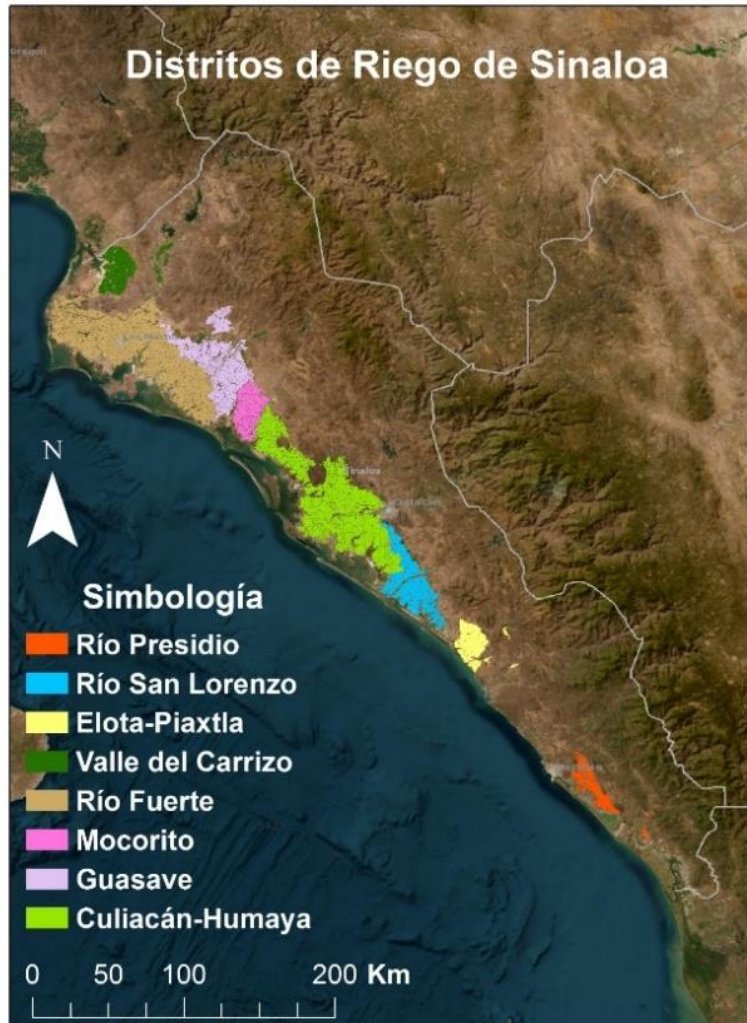 Distritos de Riego de Sinaloa
Sinaloa
N
Simbología
Río Presidio
Río San Lorenzo
Elota-Piaxtla
Valle del Carrizo
Río Fuerte
Mocorito
Guasave
Culiacán-Humaya
0 50 100 200 Km